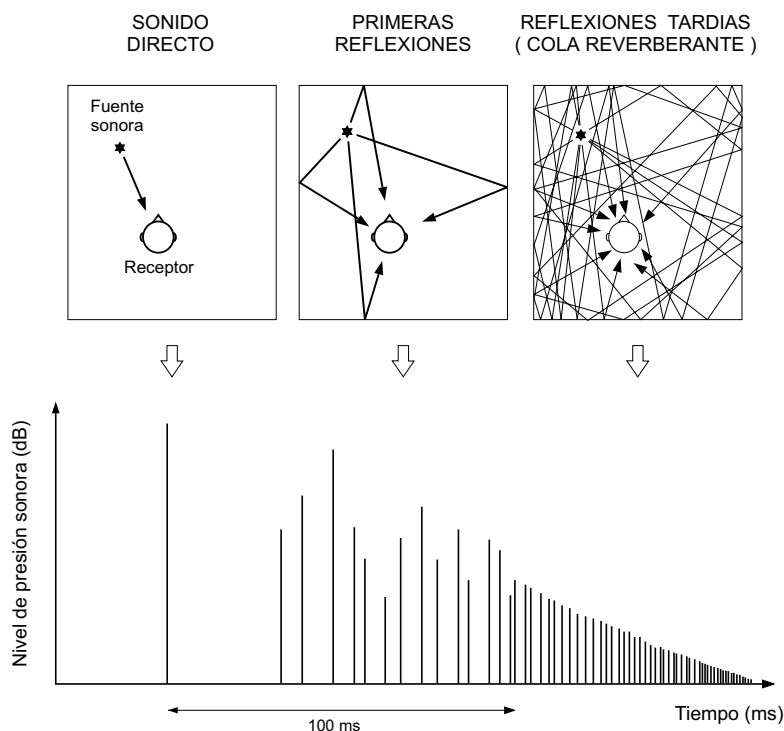 SONIDO
DIRECTO
PRIMERAS
REFLEXIONES
REFLEXIONES TARDIAS
( COLA REVERBERANTE )
Fuente
sonora
Receptor
Nivel de presión sonora (dB)
100 ms
Tiempo (ms)